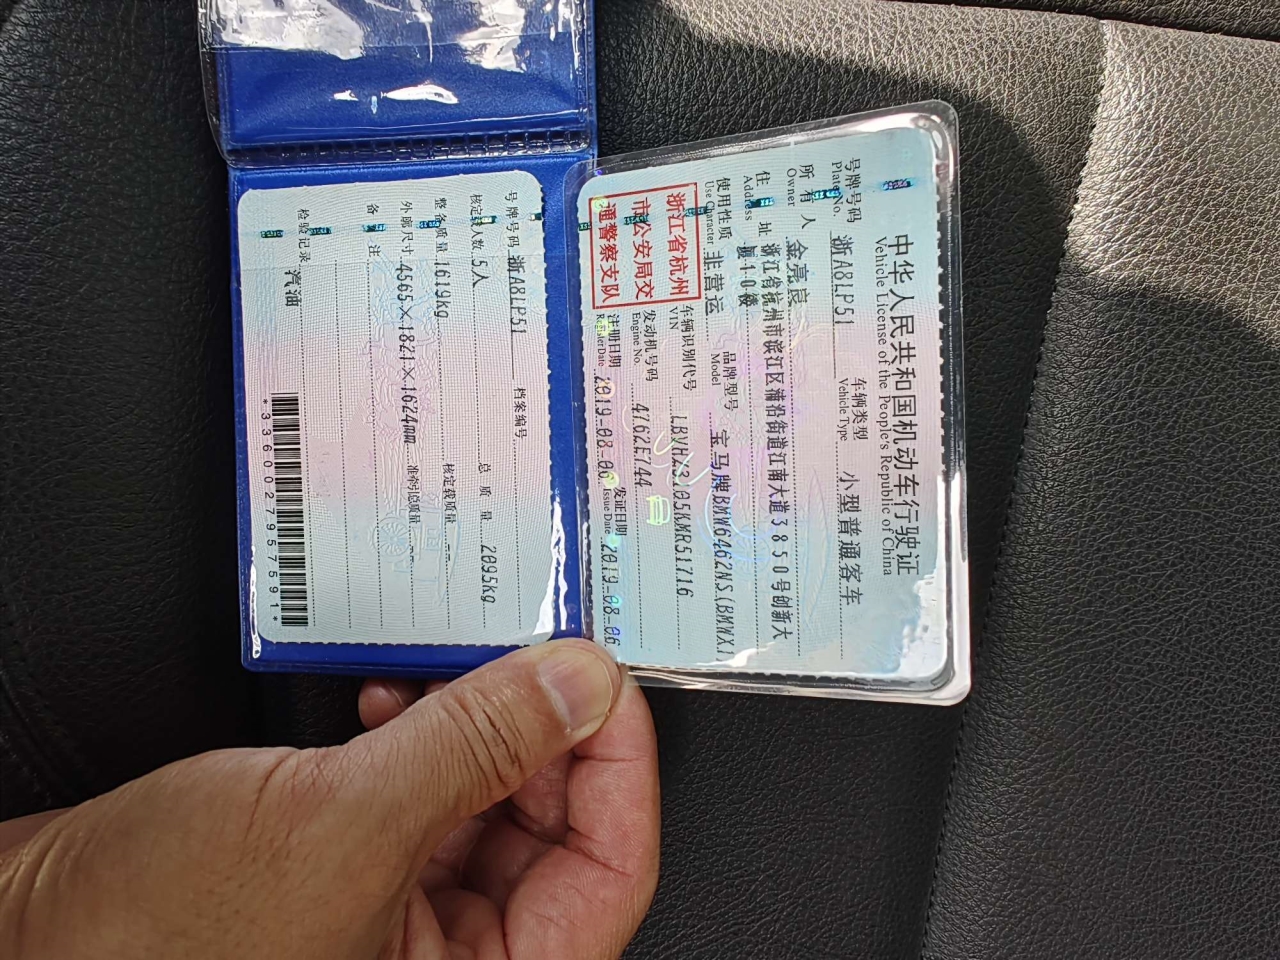 中华人民共和国机动车行驶证
Vehicle License of the People's Republic of China
号牌号码 浙A8LP51 车辆类型 小型普通客车
Plate No. Vehicle Type
所有人 金亮良
Owner
住址 浙江省杭州市滨江区浦沿街道江南大道3850号创新大
Address
厦1-0楼
使用性质 非营运 品牌型号 宝马牌BMW6462NS(BMWX1
Use Character Model
浙江省杭州
市公安局交
通警察支队
车辆识别代号
VIN
发动机号码 4762E744
Engine No.
注册日期 2019-08-06 发证日期 2019-08-06
Register Date Issue Date
号牌号码 浙A8LP51 档案编号
核定载人数 5人 总质量 2095kg
整备质量 1619kg 核定载质量 --
外廓尺寸 4565×1821×1624mm 准牵引总质量 --
备注
检验记录
汽油
*3360027957591*